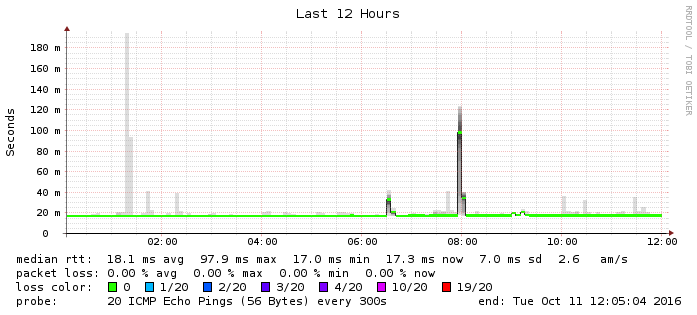 Last 12 Hours
RRDTOOL / TOBI OETIKER
Seconds
180 m
160 m
140 m
120 m
100 m
80 m
60 m
40 m
20 m
0
02:00 04:00 06:00 08:00 10:00 12:00
median rtt: 18.1 ms avg 97.9 ms max 17.0 ms min 17.3 ms now 7.0 ms sd 2.6 am/s
packet loss: 0.00 % avg 0.00 % max 0.00 % min 0.00 % now
loss color: 0 1/20 2/20 3/20 4/20 10/20 19/20
probe: 20 ICMP Echo Pings (56 Bytes) every 300s end: Tue Oct 11 12:05:04 2016